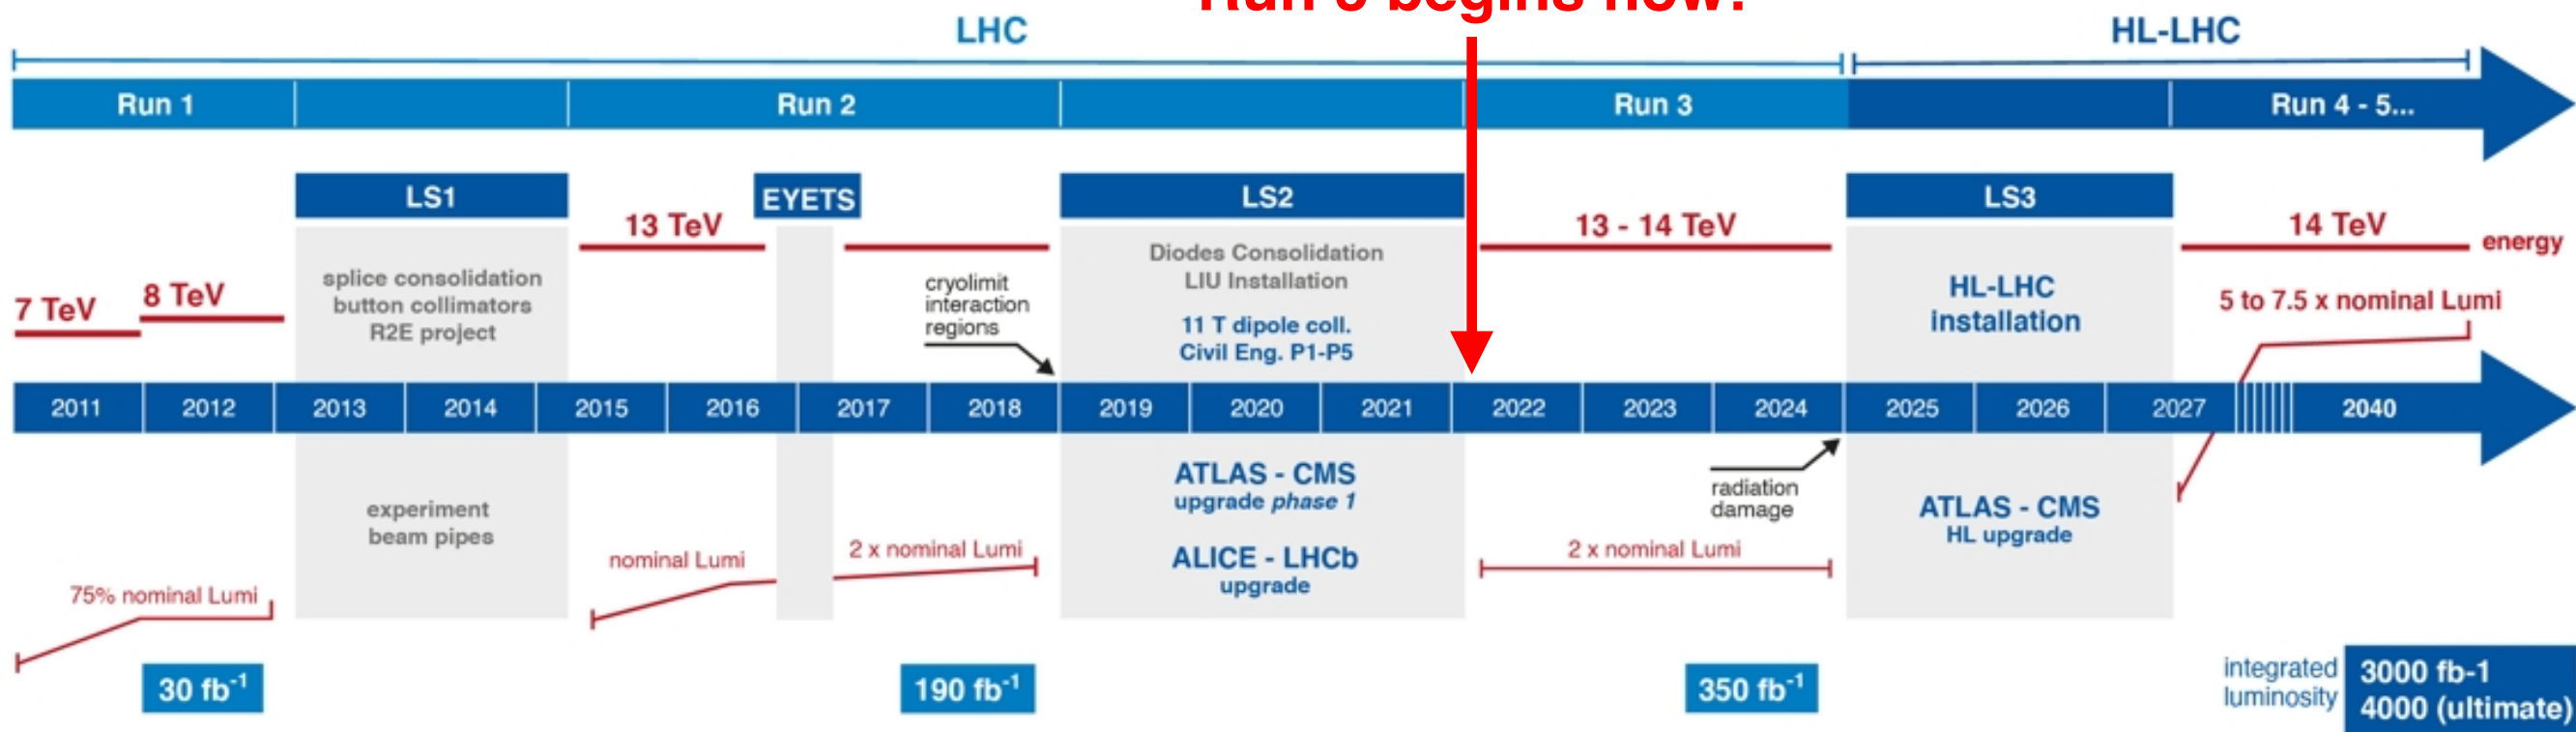 Run 3 begins now!
LHC
HL-LHC
Run 1
Run 2
Run 3
Run 4 - 5...
LS1
EYETS
LS2
LS3
13 TeV
13 - 14 TeV
14 TeV
energy
7 TeV
8 TeV
splice consolidation
button collimators
R2E project
cryolimit
interaction
regions
Diodes Consolidation
LIU Installation
11 T dipole coll.
Civil Eng. P1-P5
HL-LHC
installation
5 to 7.5 x nominal Lumi
2011
2012
2013
2014
2015
2016
2017
2018
2019
2020
2021
2022
2023
2024
2025
2026
2027
2040
experiment
beam pipes
ATLAS - CMS
upgrade phase 1
ALICE - LHCb
upgrade
radiation
damage
ATLAS - CMS
HL upgrade
75% nominal Lumi
nominal Lumi
2 x nominal Lumi
2 x nominal Lumi
30 fb⁻¹
190 fb⁻¹
350 fb⁻¹
integrated
luminosity
3000 fb-1
4000 (ultimate)